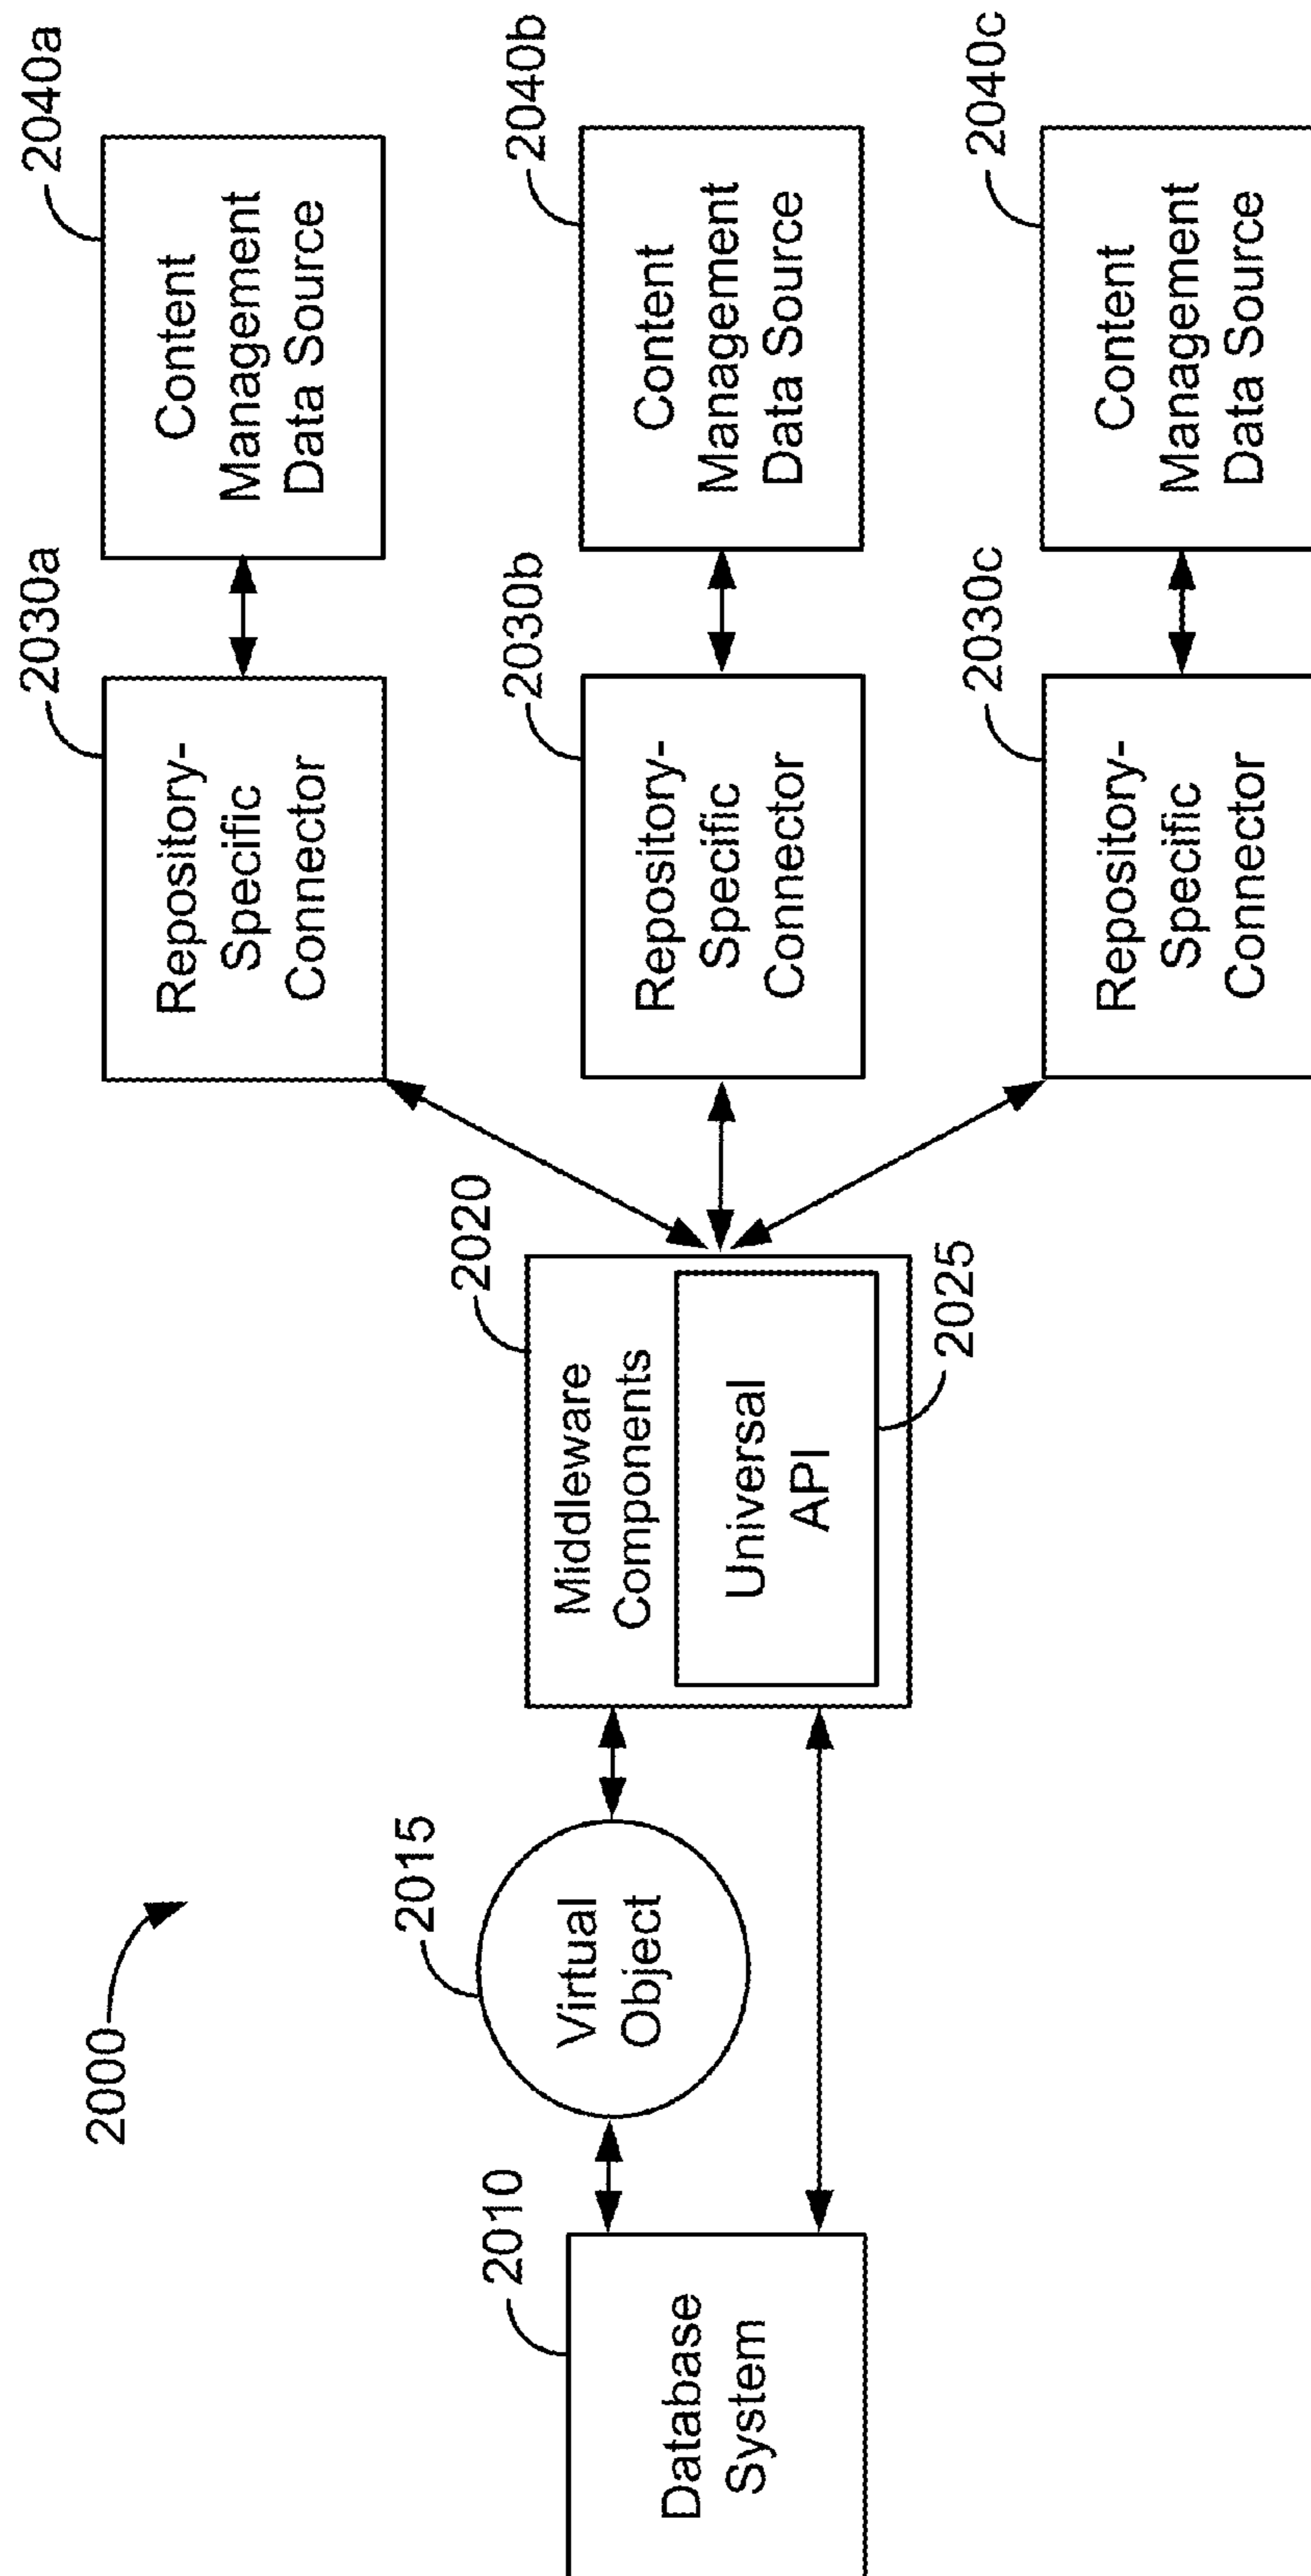 2000
2010
Database
System
2015
Virtual
Object
2020
Middleware
Components
Universal
API
2025
2030a
Repository-
Specific
Connector
2040a
Content
Management
Data Source
2030b
Repository-
Specific
Connector
2040b
Content
Management
Data Source
2030c
Repository-
Specific
Connector
2040c
Content
Management
Data Source